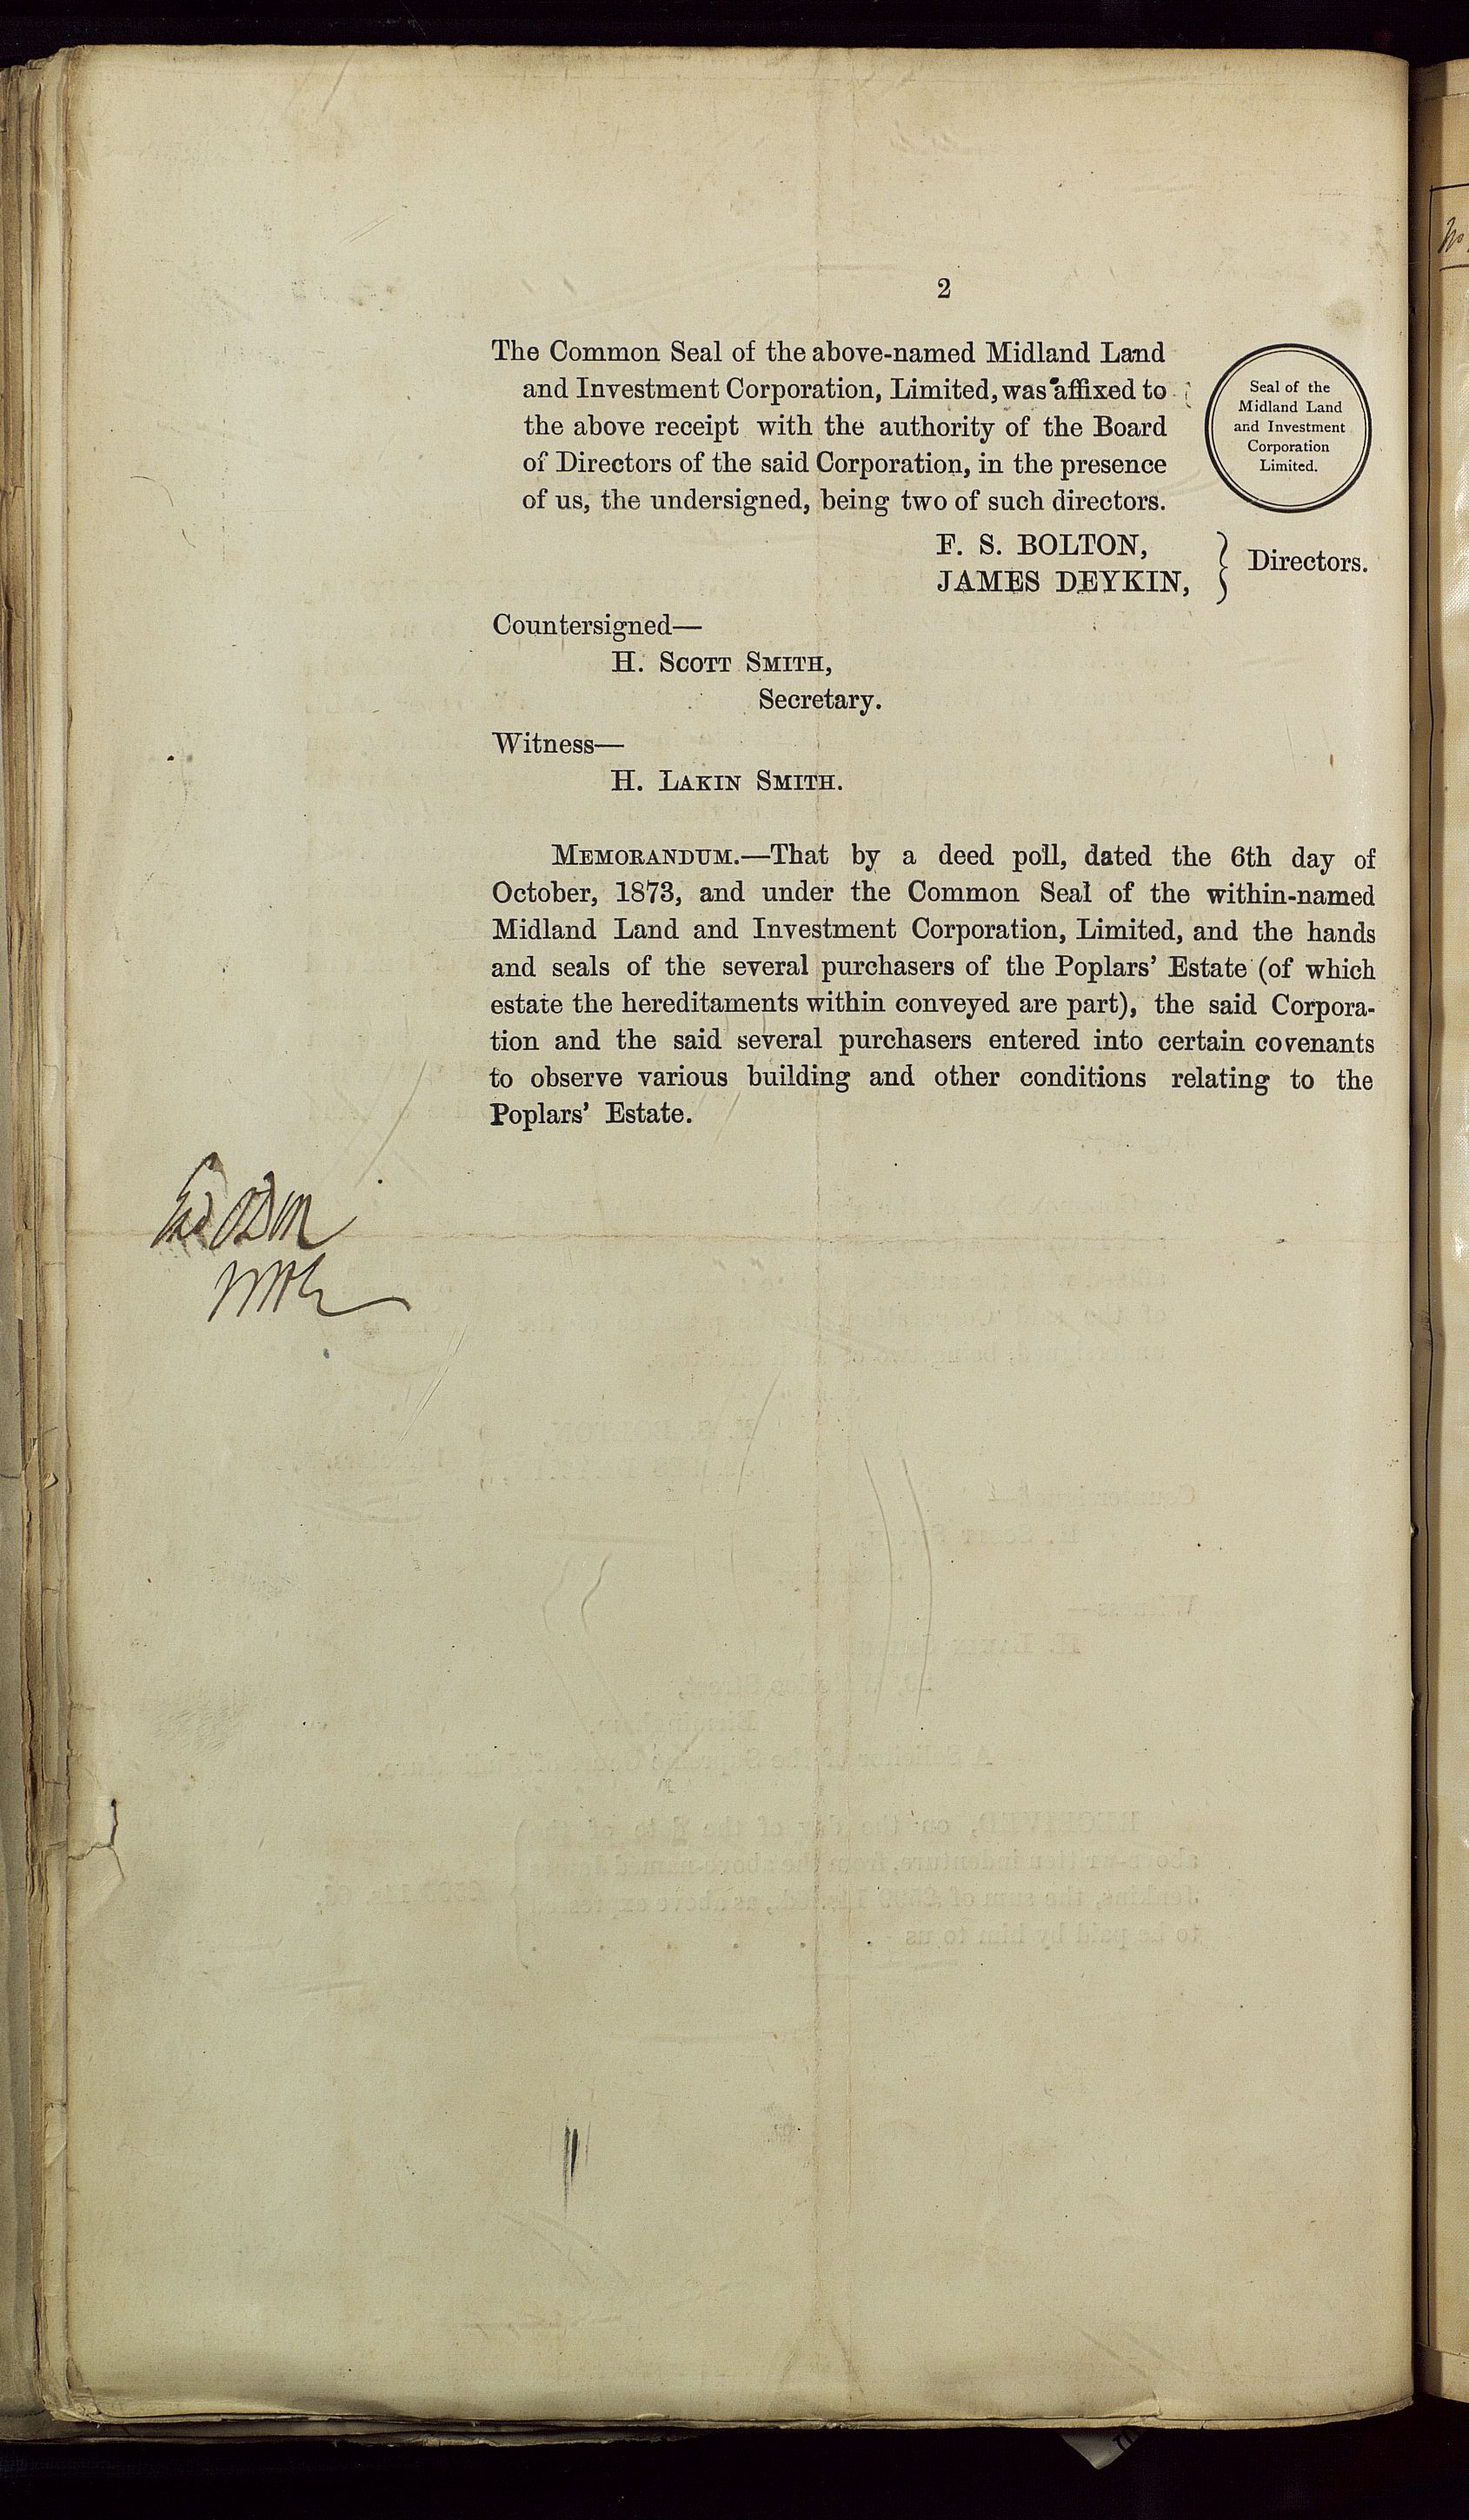 2
The Common Seal of the above-named Midland Land
and Investment Corporation, Limited, was affixed to
the above receipt with the authority of the Board
of Directors of the said Corporation, in the presence
of us, the undersigned, being two of such directors.
Seal of the
Midland Land
and Investment
Corporation
Limited.
F. S. BOLTON,
JAMES DEYKIN,
} Directors.
Countersigned—
H. SCOTT SMITH,
Secretary.
Witness—
H. LAKIN SMITH.
MEMORANDUM.—That by a deed poll, dated the 6th day of
October, 1873, and under the Common Seal of the within-named
Midland Land and Investment Corporation, Limited, and the hands
and seals of the several purchasers of the Poplars' Estate (of which
estate the hereditaments within conveyed are part), the said Corpora-
tion and the said several purchasers entered into certain covenants
to observe various building and other conditions relating to the
Poplars' Estate.